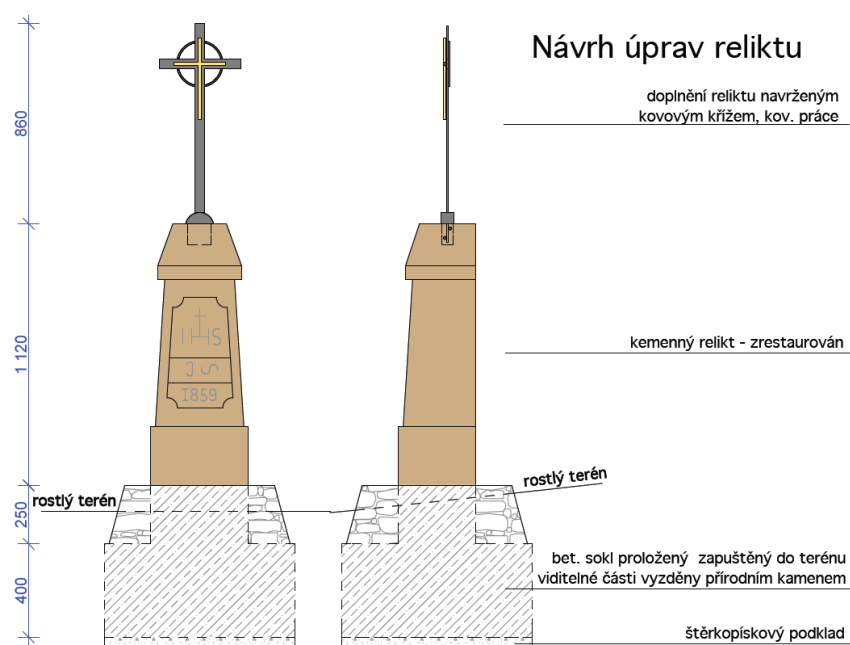 Návrh úprav reliktu
doplnění reliktu navrženým
kovovým křížem, kov. práce
860
1 120
IHS
JS
1859
kemenný relikt - zrestaurován
rostlý terén
rostlý terén
250
400
bet. sokl proložený zapuštěný do terénu
viditelné části vyzděny přírodním kamenem
štěrkopískový podklad